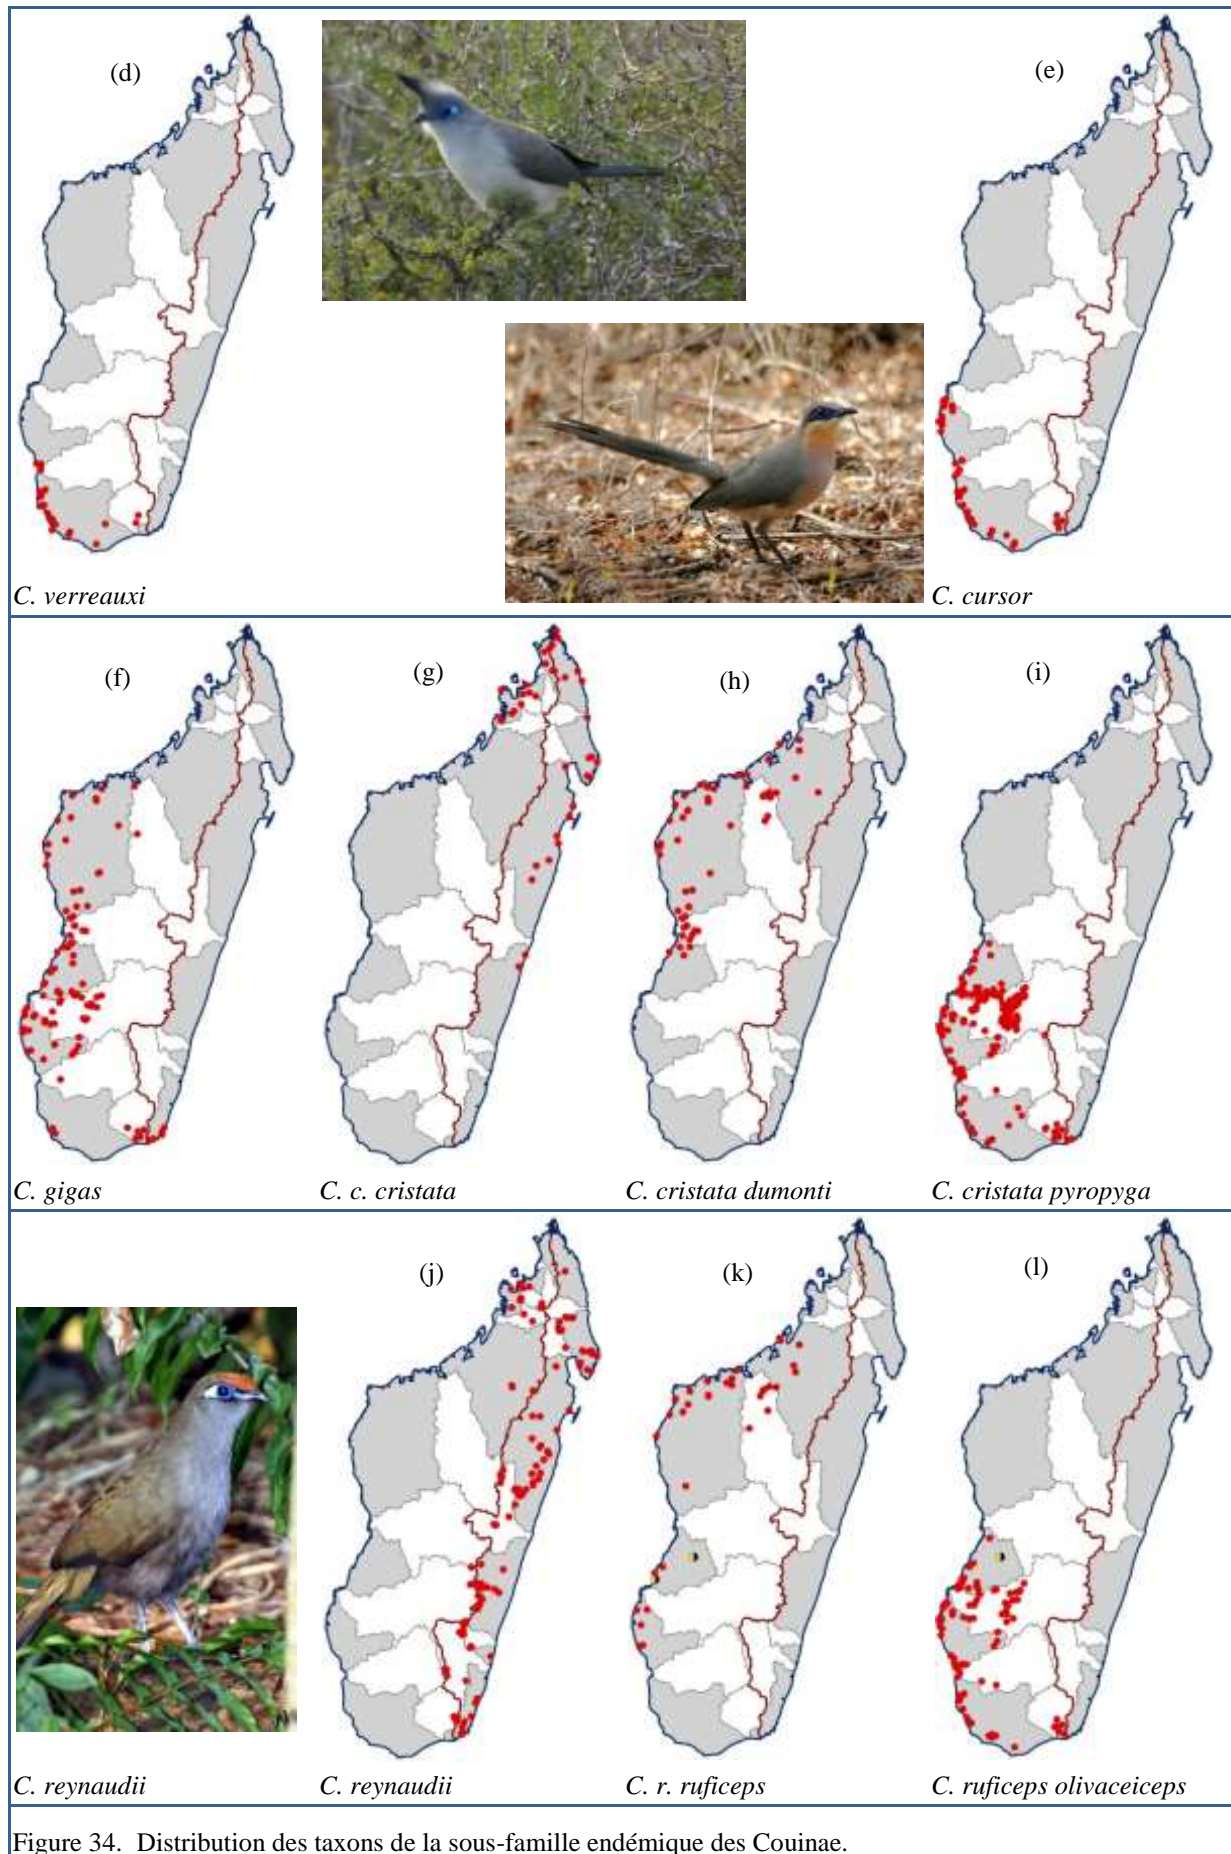 (d)
(e)
C. verreauxi
C. cursor
(f)
(g)
(h)
(i)
C. gigas
C. c. cristata
C. cristata dumonti
C. cristata pyropyga
(j)
(k)
(l)
C. reynaudii
C. reynaudii
C. r. ruficeps
C. ruficeps olivaceiceps
Figure 34. Distribution des taxons de la sous-famille endémique des Couinae.